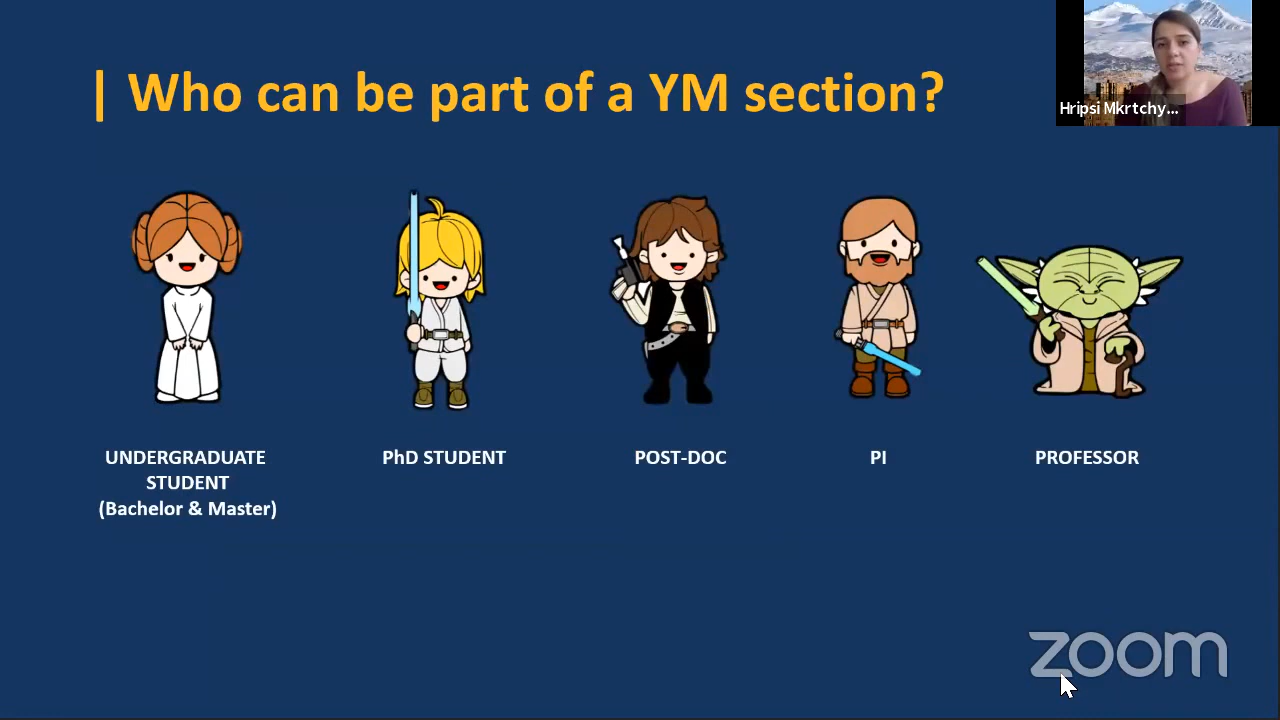 | Who can be part of a YM section?
Hripsi Mkrtchy...
UNDERGRADUATE
STUDENT
(Bachelor & Master)
PhD STUDENT
POST-DOC
PI
PROFESSOR
zoom